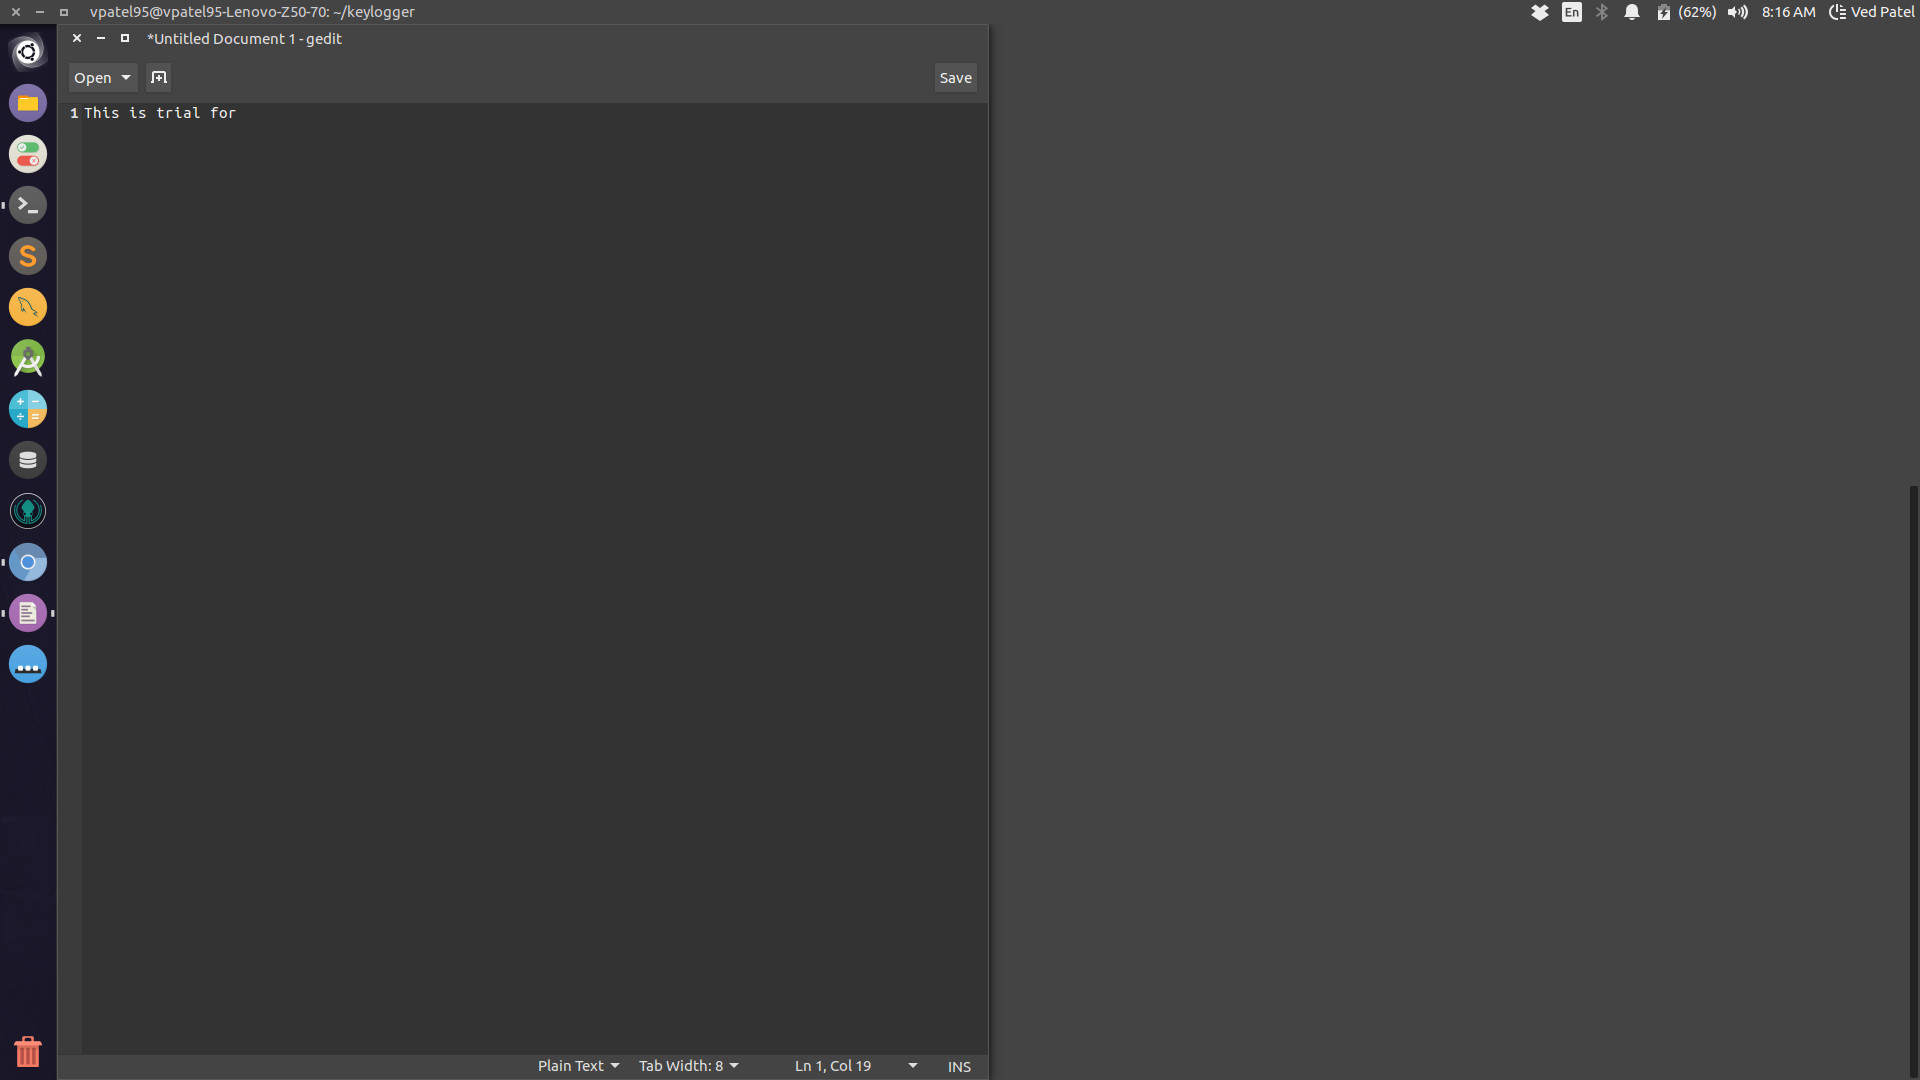 vpatel95@vpatel95-Lenovo-Z50-70: ~/keylogger
En
(62%)
8:16 AM
Ved Patel
*Untitled Document 1 - gedit
Open
Save
1 This is trial for
Plain Text
Tab Width: 8
Ln 1, Col 19
INS